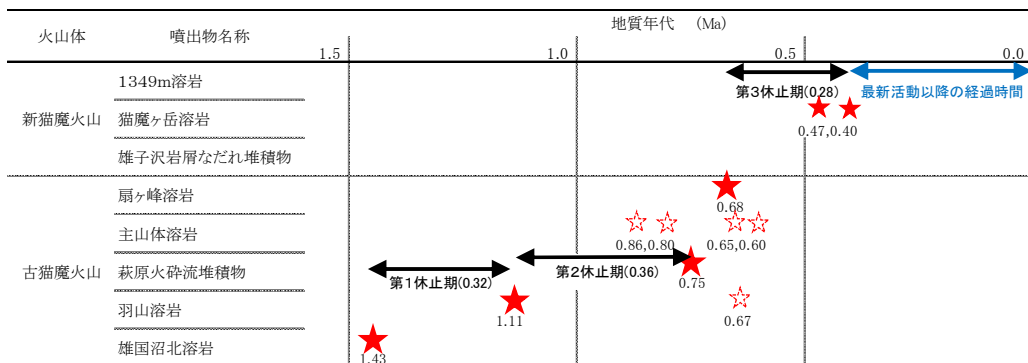 地質年代 (Ma)
火山体 噴出物名称
1.5 1.0 0.5 0.0
1349m溶岩
第3休止期(0.28) 最新活動以降の経過時間
新猫魔火山 猫魔ヶ岳溶岩
0.47,0.40
雄子沢岩屑なだれ堆積物
扇ヶ峰溶岩
0.68
主山体溶岩
0.86,0.80 0.65,0.60
古猫魔火山 萩原火砕流堆積物
第1休止期(0.32) 第2休止期(0.36) 0.75
羽山溶岩
1.11 0.67
雄国沼北溶岩
1.43